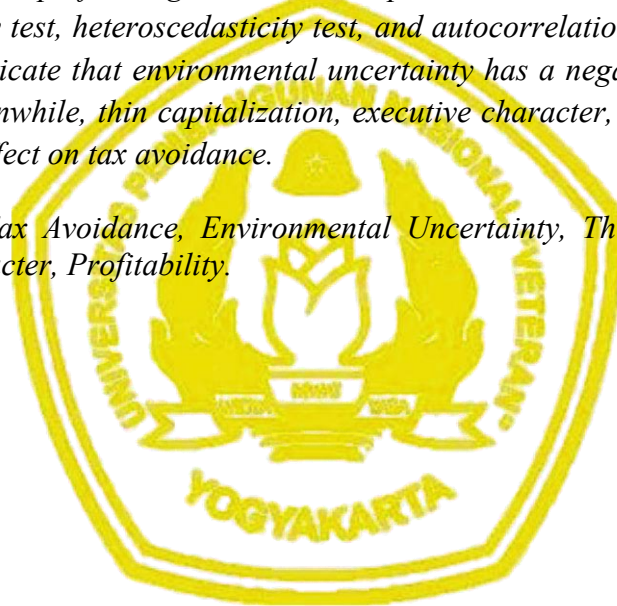 y test, heteroscedasticity test, and autocorrelation
icate that environmental uncertainty has a nega
nwhile, thin capitalization, executive character,
fect on tax avoidance.
ax Avoidance, Environmental Uncertainty, Th
cter, Profitability.
UNIVERSITAS PEMBANGUNAN NASIONAL "VETERAN"
YOGYAKARTA